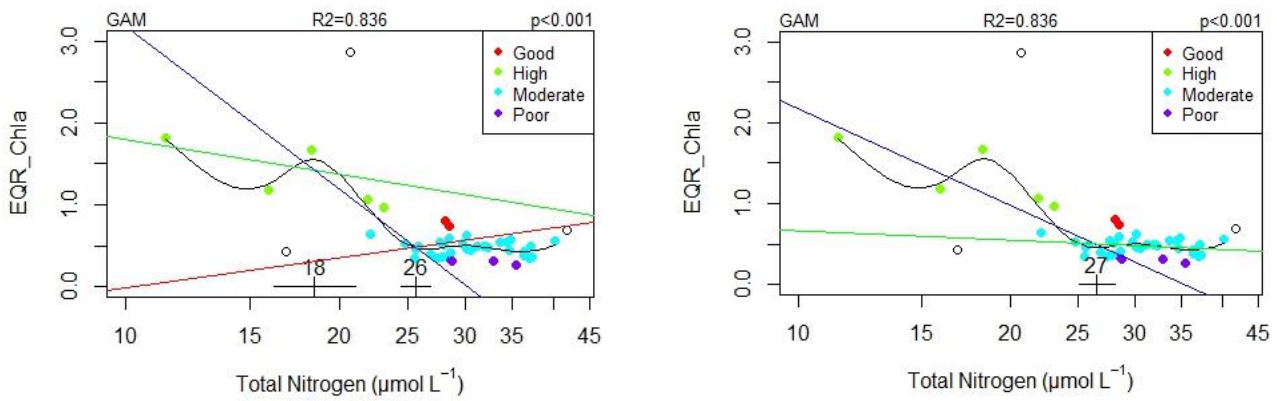 GAM R2=0.836 p<0.001
3.0
2.0
1.0
0.0
EQR_Chla
Good
High
Moderate
Poor
18 26
10 15 20 25 30 35 45
Total Nitrogen (µmol L⁻¹)
GAM R2=0.836 p<0.001
3.0
2.0
1.0
0.0
EQR_Chla
Good
High
Moderate
Poor
27
10 15 20 25 30 35 45
Total Nitrogen (µmol L⁻¹)